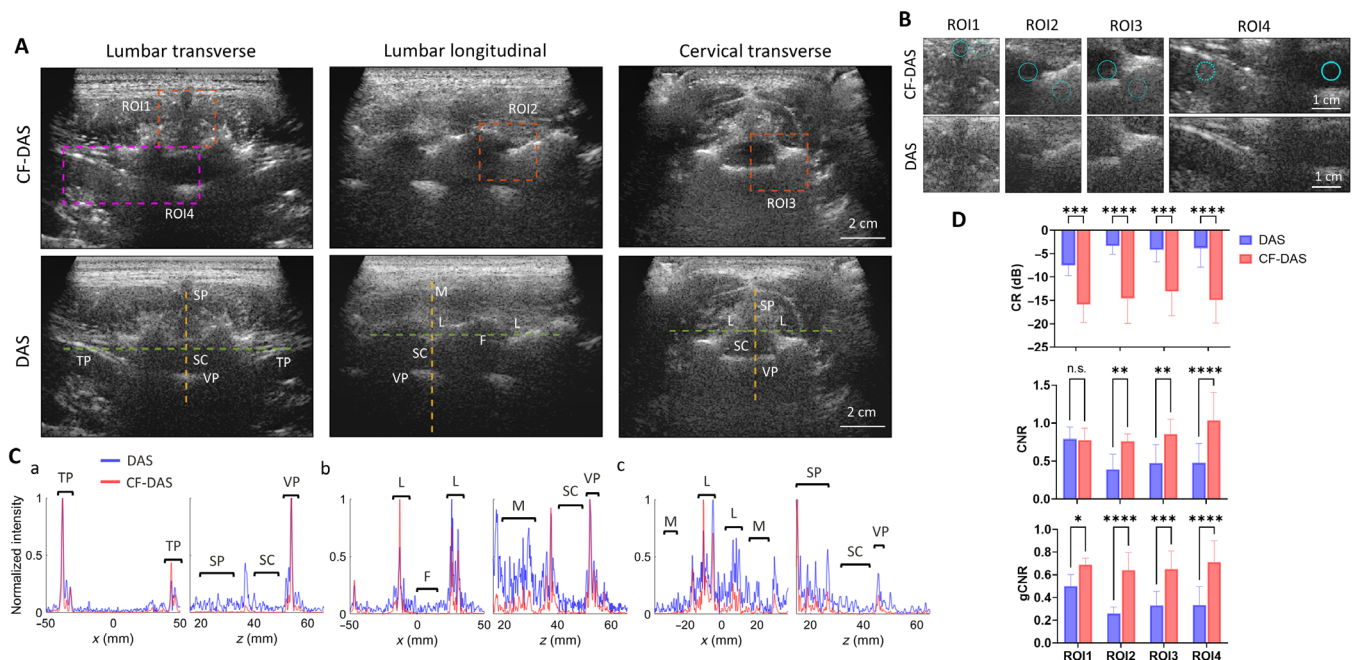 A
Lumbar transverse
Lumbar longitudinal
Cervical transverse
CF-DAS
ROI1
ROI4
ROI2
ROI3
2 cm
DAS
SP
TP
SC
TP
VP
M
L
L
F
SC
VP
SP
L
L
SC
VP
2 cm
B
ROI1
ROI2
ROI3
ROI4
CF-DAS
1 cm
DAS
1 cm
C
DAS
CF-DAS
a
TP
TP
SP
SC
VP
b
L
L
F
M
SC
VP
c
M
L
L
M
SP
SC
VP
Normalized intensity
1
0.5
0
-50
0
50
20
40
60
x (mm)
z (mm)
1
0.5
0
-50
0
50
20
40
60
x (mm)
z (mm)
1
0.5
0
−20
0
20
20
40
60
x (mm)
z (mm)
D
DAS
CF-DAS
*** **** *** ****
0
−5
−10
−15
−20
−25
CR (dB)
n.s. ** ** ****
1.5
1.0
0.5
0.0
CNR
* **** *** ****
0.8
0.6
0.4
0.2
0.0
gCNR
ROI1 ROI2 ROI3 ROI4